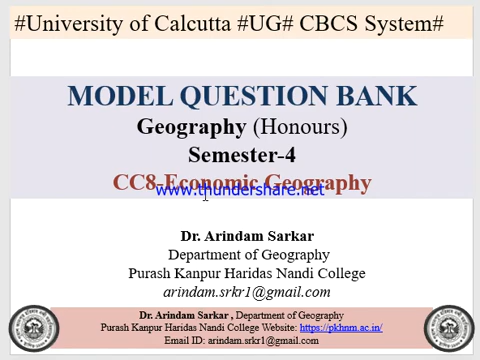 #University of Calcutta #UG# CBCS System#
MODEL QUESTION BANK
Geography (Honours)
Semester-4
CC8-Economic Geography
www.thundershare.net
Dr. Arindam Sarkar
Department of Geography
Purash Kanpur Haridas Nandi College
arindam.srkr1@gmail.com
Dr. Arindam Sarkar , Department of Geography
Purash Kanpur Haridas Nandi College Website: https://pkhnm.ac.in/
Email ID: arindam.srkr1@gmail.com